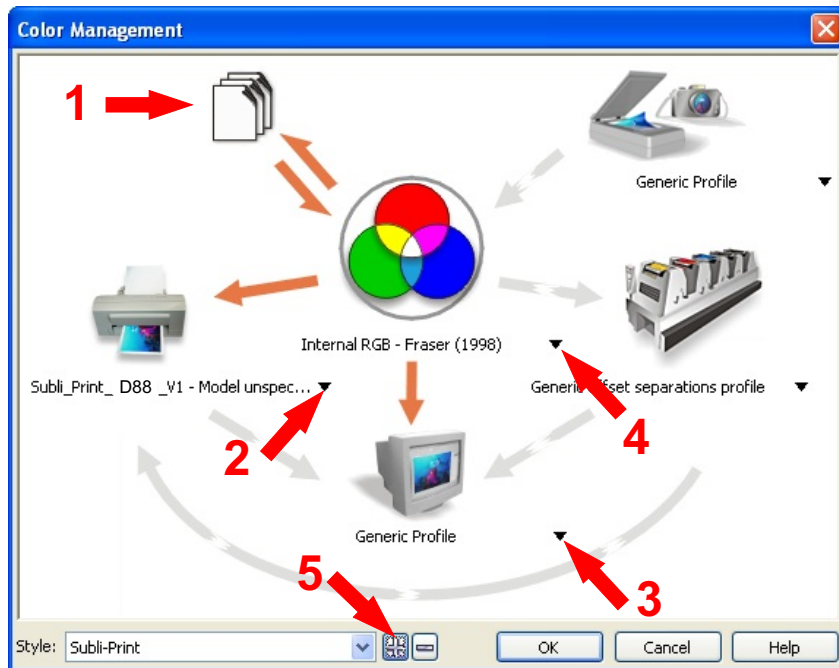 Color Management
1
Generic Profile
Internal RGB - Fraser (1998)
Subli_Print_ D88 _V1 - Model unspec...
Generic offset separations profile
2
4
Generic Profile
5
3
Style: Subli-Print
OK
Cancel
Help